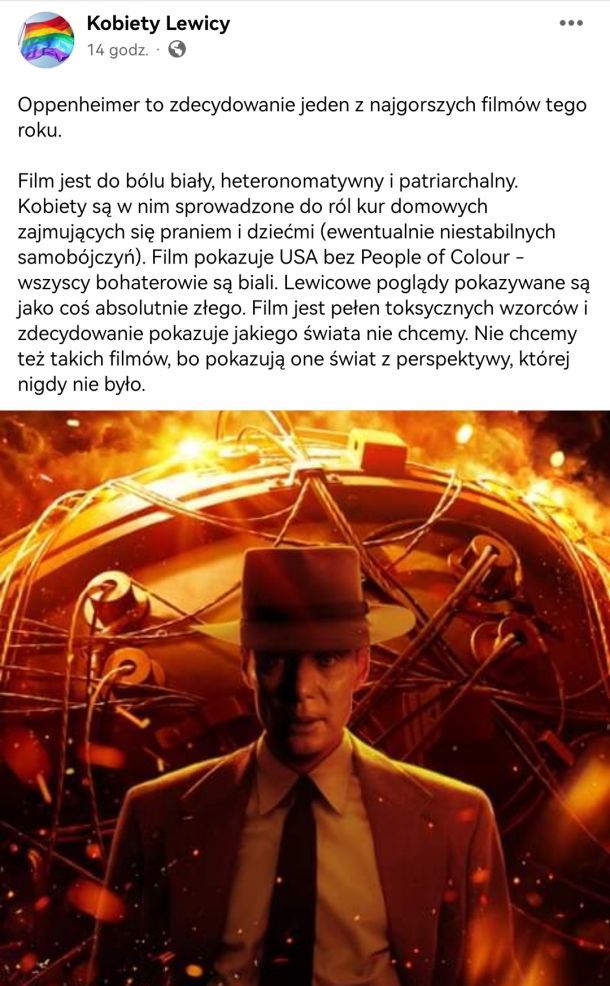 Kobiety Lewicy
14 godz.
Oppenheimer to zdecydowanie jeden z najgorszych filmów tego
roku.
Film jest do bólu biały, heteronomatywny i patriarchalny.
Kobiety są w nim sprowadzone do ról kur domowych
zajmujących się praniem i dziećmi (ewentualnie niestabilnych
samobójczyń). Film pokazuje USA bez People of Colour -
wszyscy bohaterowie są biali. Lewicowe poglądy pokazywane są
jako coś absolutnie złego. Film jest pełen toksycznych wzorców i
zdecydowanie pokazuje jakiego świata nie chcemy. Nie chcemy
też takich filmów, bo pokazują one świat z perspektywy, której
nigdy nie było.